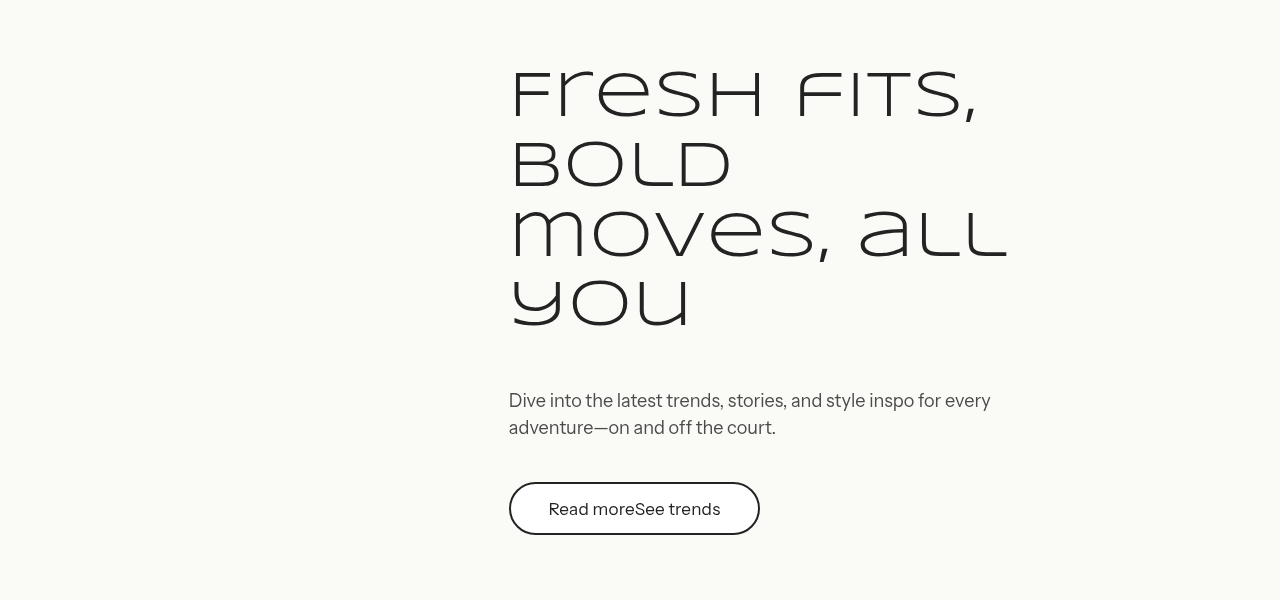 Fresh fits,
bold
moves, all
you
Dive into the latest trends, stories, and style inspo for every
adventure—on and off the court.
Read moreSee trends